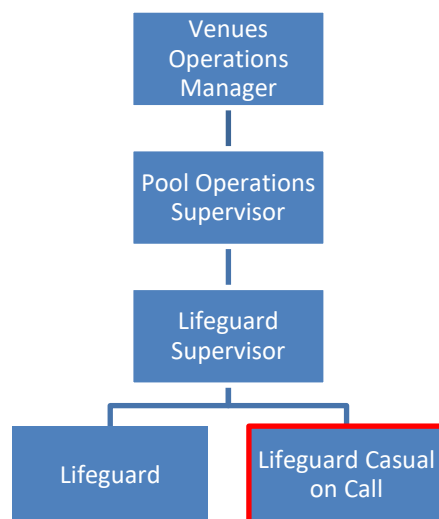 Venues
Operations
Manager
Pool Operations
Supervisor
Lifeguard
Supervisor
Lifeguard
Lifeguard Casual
on Call